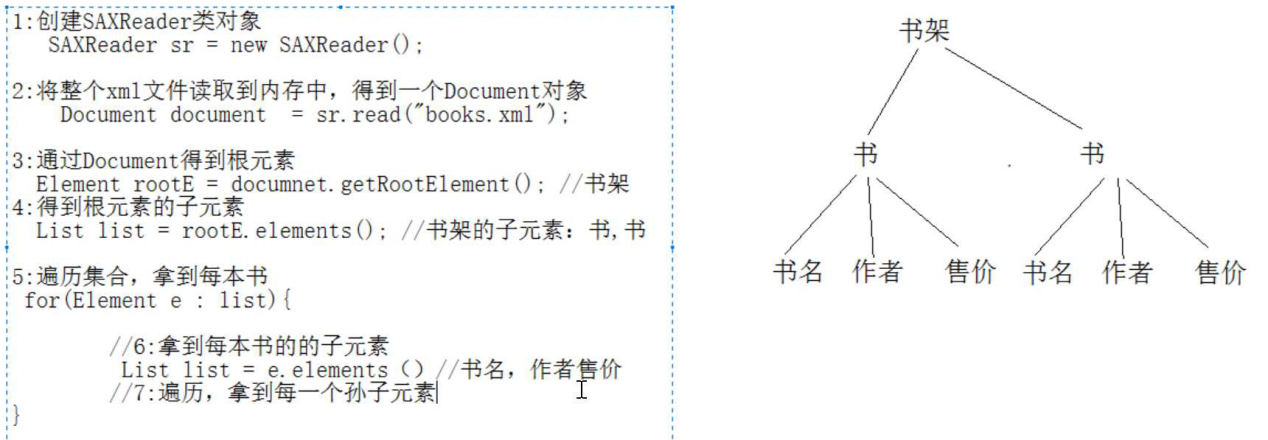 1:创建SAXReader类对象
SAXReader sr = new SAXReader();
2:将整个xml文件读取到内存中，得到一个Document对象
Document document  = sr.read("books.xml");
3:通过Document得到根元素
Element rootE = documnet.getRootElement(); //书架
4:得到根元素的子元素
List list = rootE.elements(); //书架的子元素：书,书
5:遍历集合，拿到每本书
for(Element e : list){
//6:拿到每本书的的子元素
List list = e.elements () //书名，作者售价
//7:遍历，拿到每一个孙子元素
}
书架
书 书
书名 作者 售价 书名 作者 售价